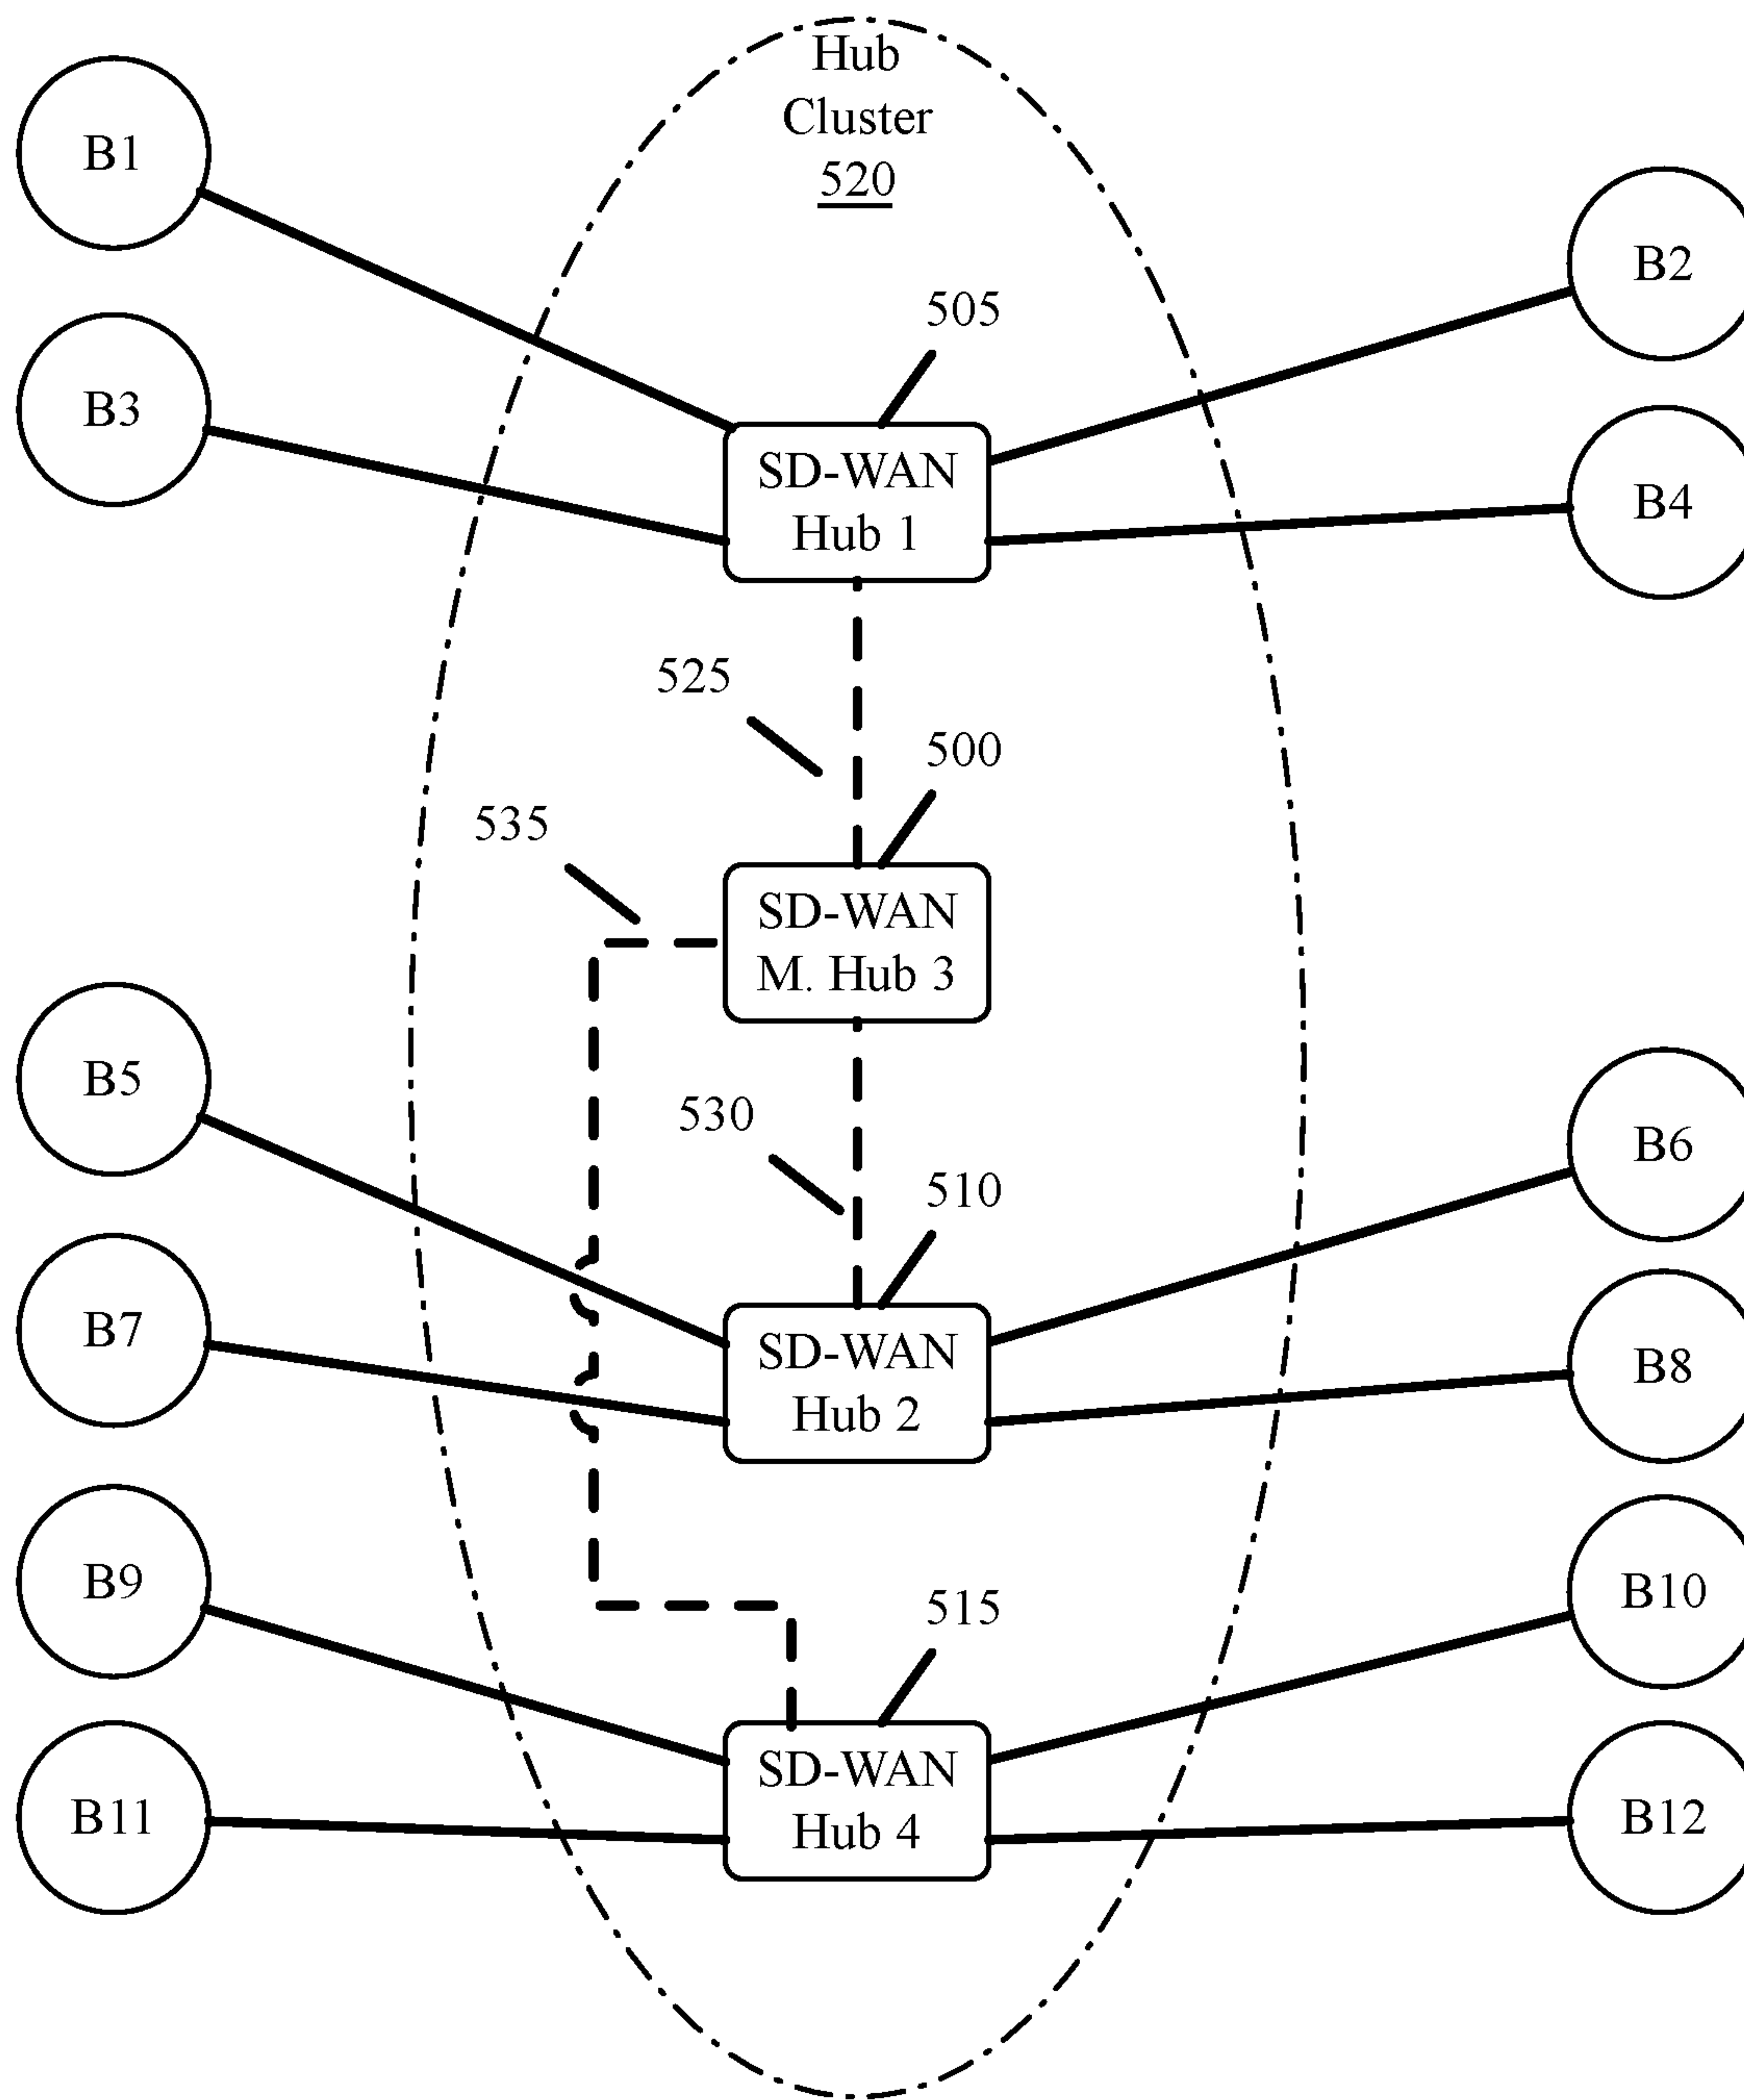 Hub
Cluster
520
B1
B2
505
B3
SD-WAN
Hub 1
B4
525
500
535
SD-WAN
M. Hub 3
B5
530
B6
510
B7
SD-WAN
Hub 2
B8
B9
B10
515
SD-WAN
Hub 4
B11
B12